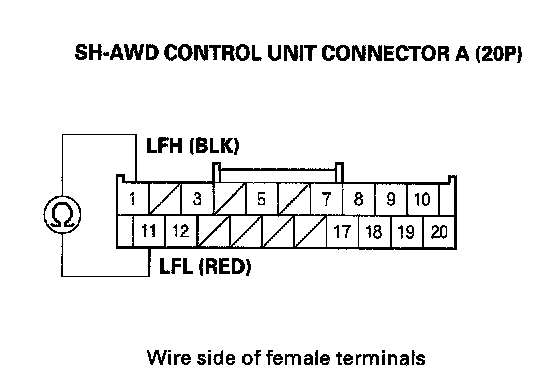 SH-AWD CONTROL UNIT CONNECTOR A (20P)
LFH (BLK)
1 3 5 7 8 9 10
Ω 11 12 17 18 19 20
LFL (RED)
Wire side of female terminals